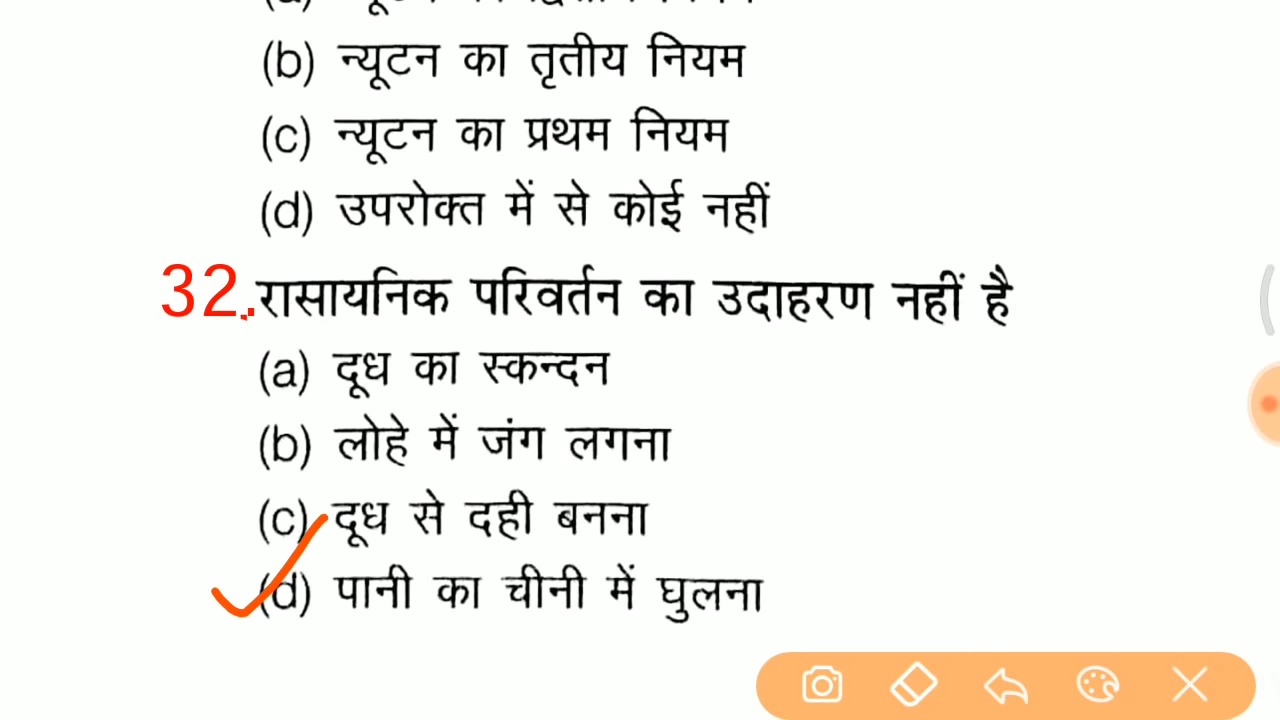 (b) न्यूटन का तृतीय नियम
(c) न्यूटन का प्रथम नियम
(d) उपरोक्त में से कोई नहीं
32. रासायनिक परिवर्तन का उदाहरण नहीं है
(a) दूध का स्कन्दन
(b) लोहे में जंग लगना
(c) दूध से दही बनना
(d) पानी का चीनी में घुलना